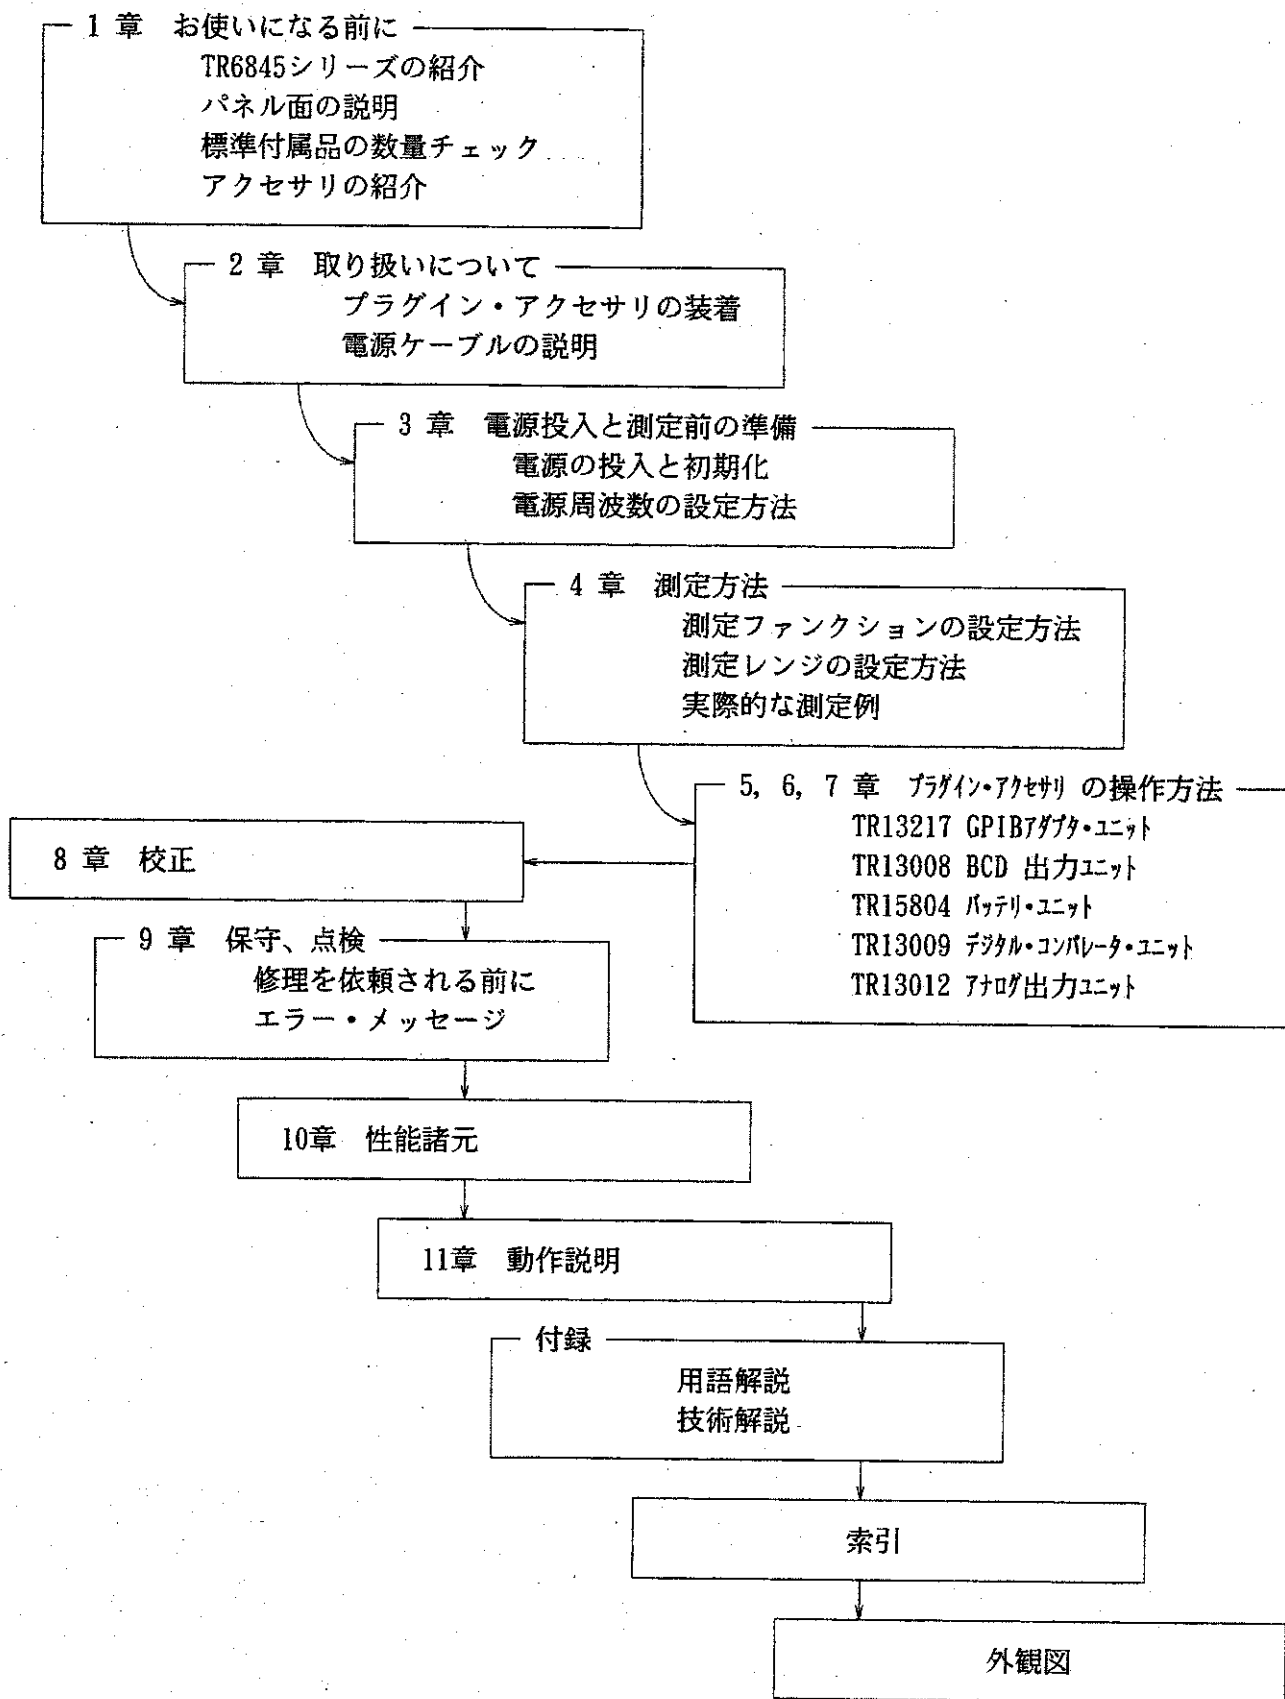 1 章 お使いになる前に
TR6845シリーズの紹介
パネル面の説明
標準付属品の数量チェック
アクセサリの紹介
2 章 取り扱いについて
プラグイン・アクセサリの装着
電源ケーブルの説明
3 章 電源投入と測定前の準備
電源の投入と初期化
電源周波数の設定方法
4 章 測定方法
測定ファンクションの設定方法
測定レンジの設定方法
実際的な測定例
5, 6, 7 章 プラグイン・アクセサリ の操作方法
TR13217 GPIBアダプタ・ユニット
TR13008 BCD 出力ユニット
TR15804 バッテリ・ユニット
TR13009 デジタル・コンパレータ・ユニット
TR13012 アナログ出力ユニット
8 章 校正
9 章 保守、点検
修理を依頼される前に
エラー・メッセージ
10章 性能諸元
11章 動作説明
付録
用語解説
技術解説
索引
外観図